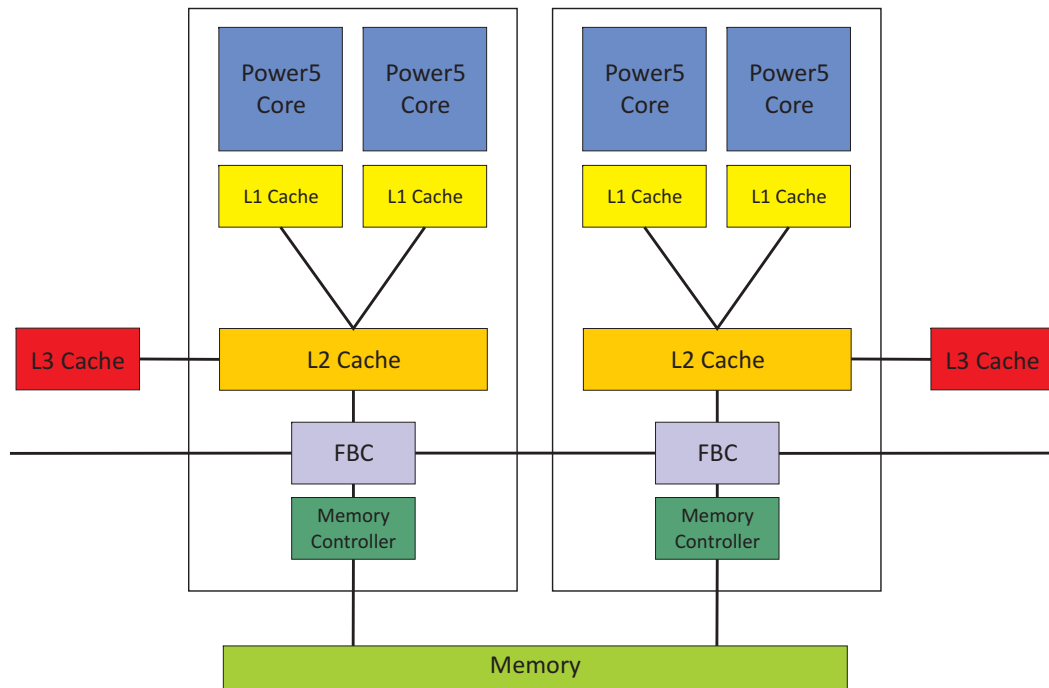 Power5
Core
Power5
Core
Power5
Core
Power5
Core
L1 Cache
L1 Cache
L1 Cache
L1 Cache
L3 Cache
L2 Cache
L2 Cache
L3 Cache
FBC
FBC
Memory
Controller
Memory
Controller
Memory